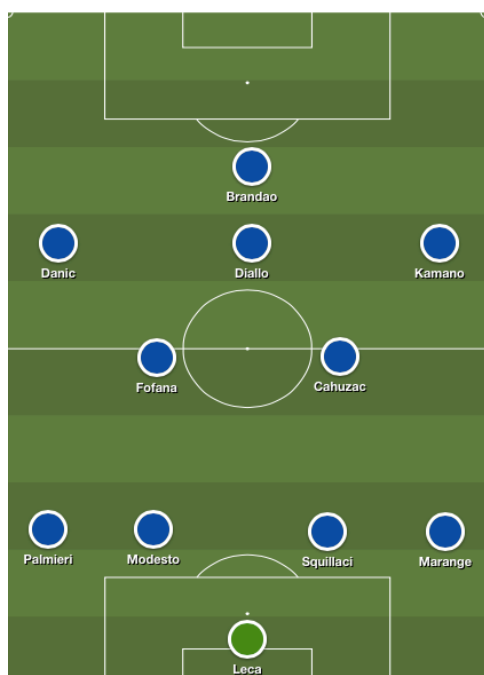 Brandao
Danic
Diallo
Kamano
Fofana
Cahuzac
Palmieri
Modesto
Squillaci
Marange
Leca